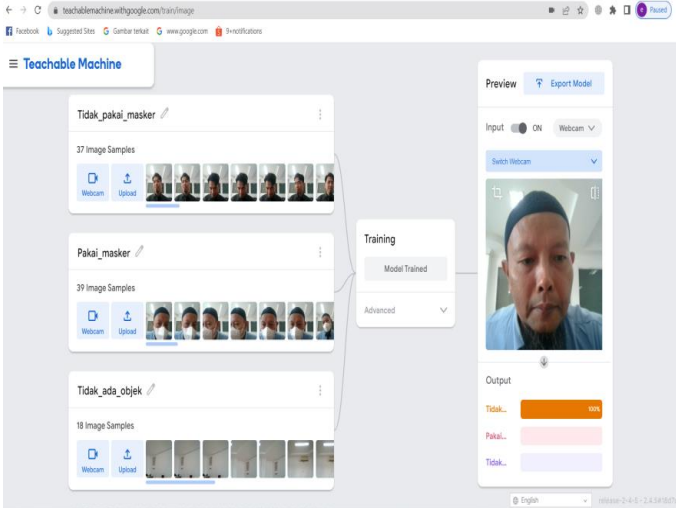 teachablemachine.withgoogle.com/train/image
Paused
Facebook
Suggested Sites
Gambar terkait
www.google.com
9+notifications
Teachable Machine
Tidak_pakai_masker
37 Image Samples
Webcam
Upload
Pakai_masker
39 Image Samples
Webcam
Upload
Tidak_ada_objek
18 Image Samples
Webcam
Upload
Training
Model Trained
Advanced
Preview
Export Model
Input
ON
Webcam
Switch Webcam
Output
Tidak...
100%
Pakai...
Tidak...
English